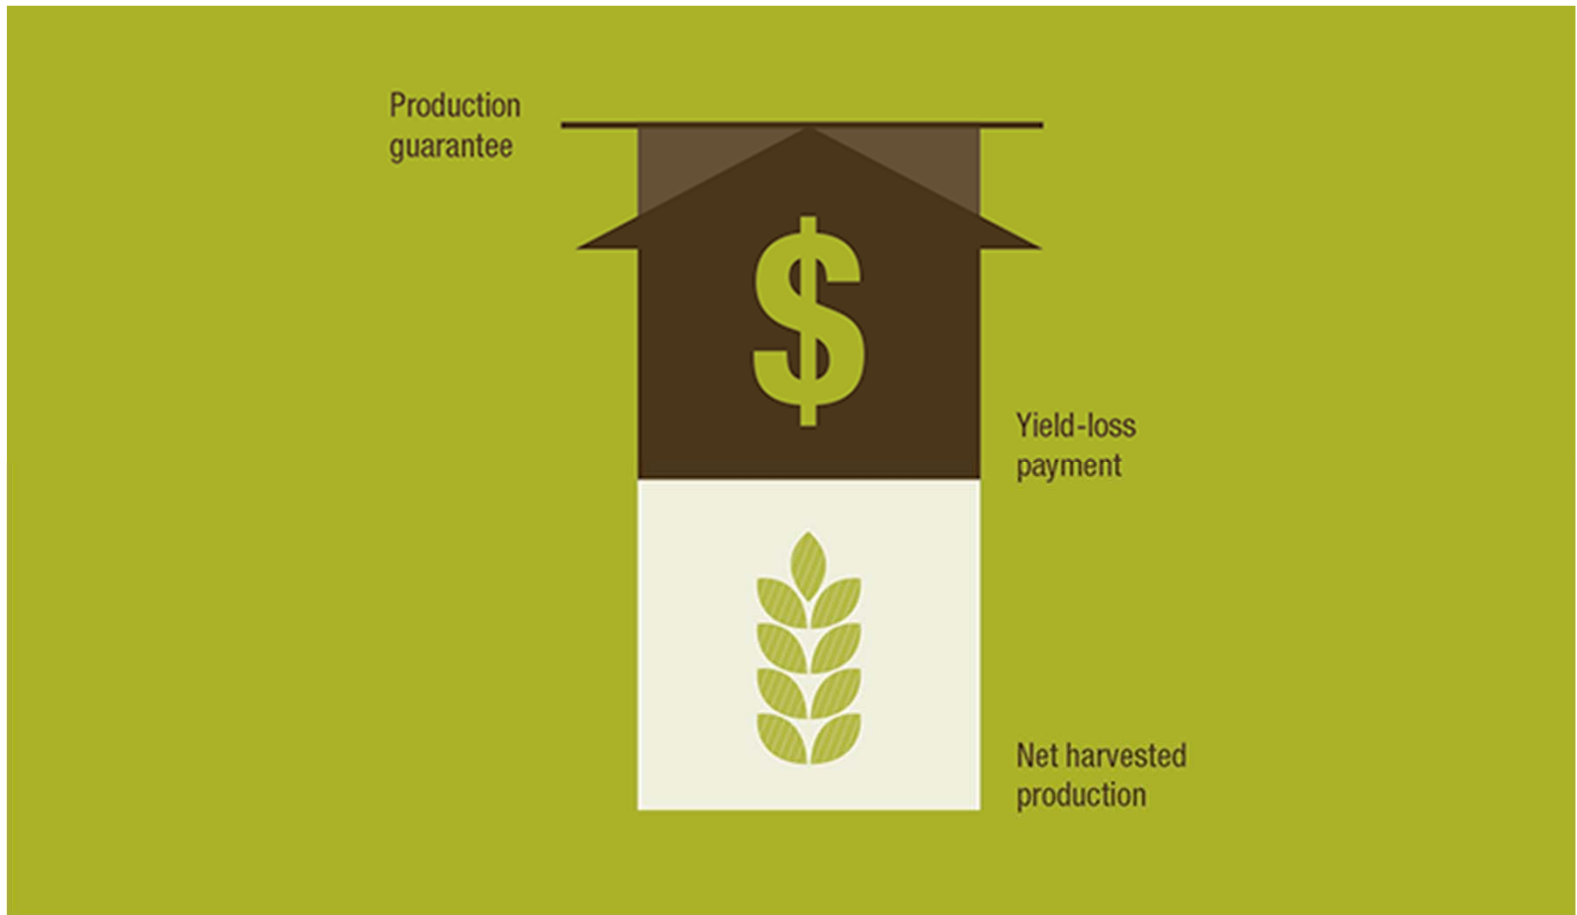 Production
guarantee
$
Yield-loss
payment
Net harvested
production